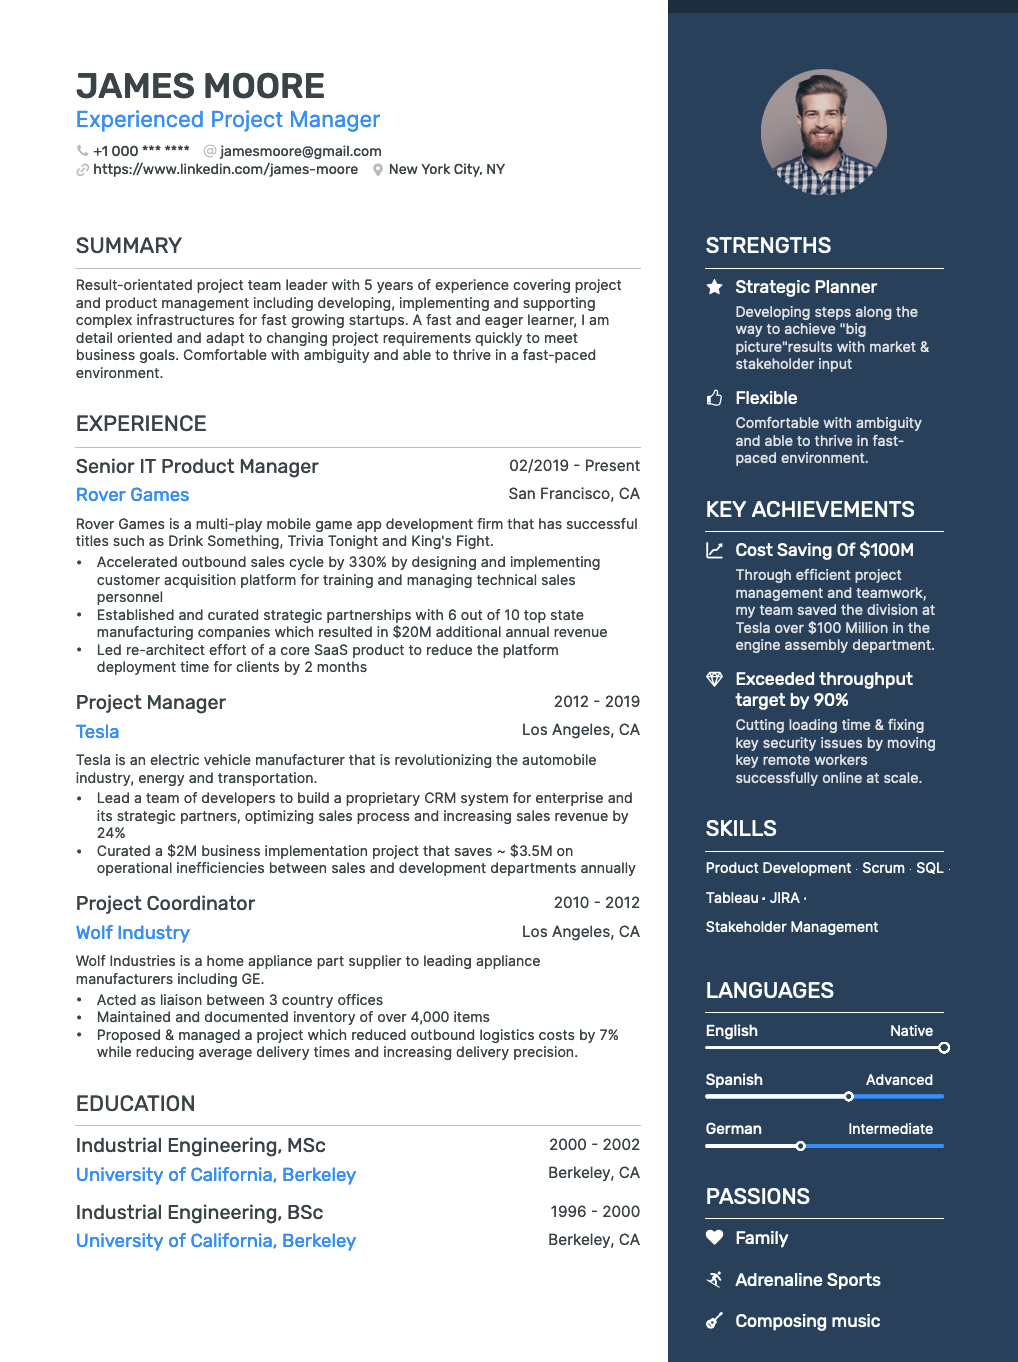 JAMES MOORE
Experienced Project Manager
+1 000 *** **** @ jamesmoore@gmail.com
https://www.linkedin.com/james-moore New York City, NY
SUMMARY
Result-orientated project team leader with 5 years of experience covering project
and product management including developing, implementing and supporting
complex infrastructures for fast growing startups. A fast and eager learner, I am
detail oriented and adapt to changing project requirements quickly to meet
business goals. Comfortable with ambiguity and able to thrive in a fast-paced
environment.
EXPERIENCE
Senior IT Product Manager 02/2019 - Present
Rover Games San Francisco, CA
Rover Games is a multi-play mobile game app development firm that has successful
titles such as Drink Something, Trivia Tonight and King's Fight.
• Accelerated outbound sales cycle by 330% by designing and implementing
customer acquisition platform for training and managing technical sales
personnel
• Established and curated strategic partnerships with 6 out of 10 top state
manufacturing companies which resulted in $20M additional annual revenue
• Led re-architect effort of a core SaaS product to reduce the platform
deployment time for clients by 2 months
Project Manager 2012 - 2019
Tesla Los Angeles, CA
Tesla is an electric vehicle manufacturer that is revolutionizing the automobile
industry, energy and transportation.
• Lead a team of developers to build a proprietary CRM system for enterprise and
its strategic partners, optimizing sales process and increasing sales revenue by
24%
• Curated a $2M business implementation project that saves ~ $3.5M on
operational inefficiencies between sales and development departments annually
Project Coordinator 2010 - 2012
Wolf Industry Los Angeles, CA
Wolf Industries is a home appliance part supplier to leading appliance
manufacturers including GE.
• Acted as liaison between 3 country offices
• Maintained and documented inventory of over 4,000 items
• Proposed & managed a project which reduced outbound logistics costs by 7%
while reducing average delivery times and increasing delivery precision.
EDUCATION
Industrial Engineering, MSc 2000 - 2002
University of California, Berkeley Berkeley, CA
Industrial Engineering, BSc 1996 - 2000
University of California, Berkeley Berkeley, CA
STRENGTHS
Strategic Planner
Developing steps along the
way to achieve "big
picture"results with market &
stakeholder input
Flexible
Comfortable with ambiguity
and able to thrive in fast-
paced environment.
KEY ACHIEVEMENTS
Cost Saving Of $100M
Through efficient project
management and teamwork,
my team saved the division at
Tesla over $100 Million in the
engine assembly department.
Exceeded throughput
target by 90%
Cutting loading time & fixing
key security issues by moving
key remote workers
successfully online at scale.
SKILLS
Product Development · Scrum · SQL ·
Tableau · JIRA ·
Stakeholder Management
LANGUAGES
English Native
Spanish Advanced
German Intermediate
PASSIONS
Family
Adrenaline Sports
Composing music